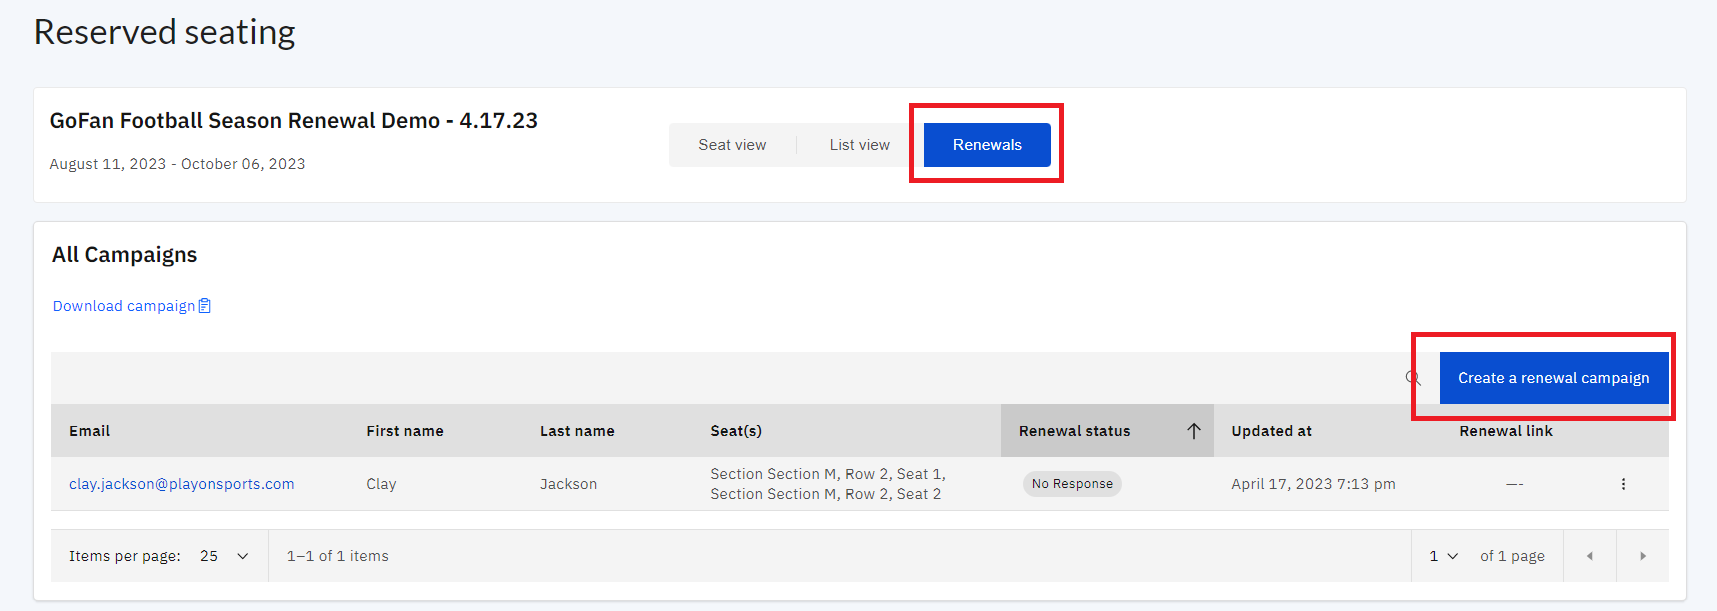 Reserved seating
GoFan Football Season Renewal Demo - 4.17.23
August 11, 2023 - October 06, 2023
Seat view
List view
Renewals
All Campaigns
Download campaign
Create a renewal campaign
Email First name Last name Seat(s) Renewal status Updated at Renewal link
clay.jackson@playonsports.com Clay Jackson Section Section M, Row 2, Seat 1,
Section Section M, Row 2, Seat 2
No Response April 17, 2023 7:13 pm —-
Items per page: 25 1–1 of 1 items 1 of 1 page